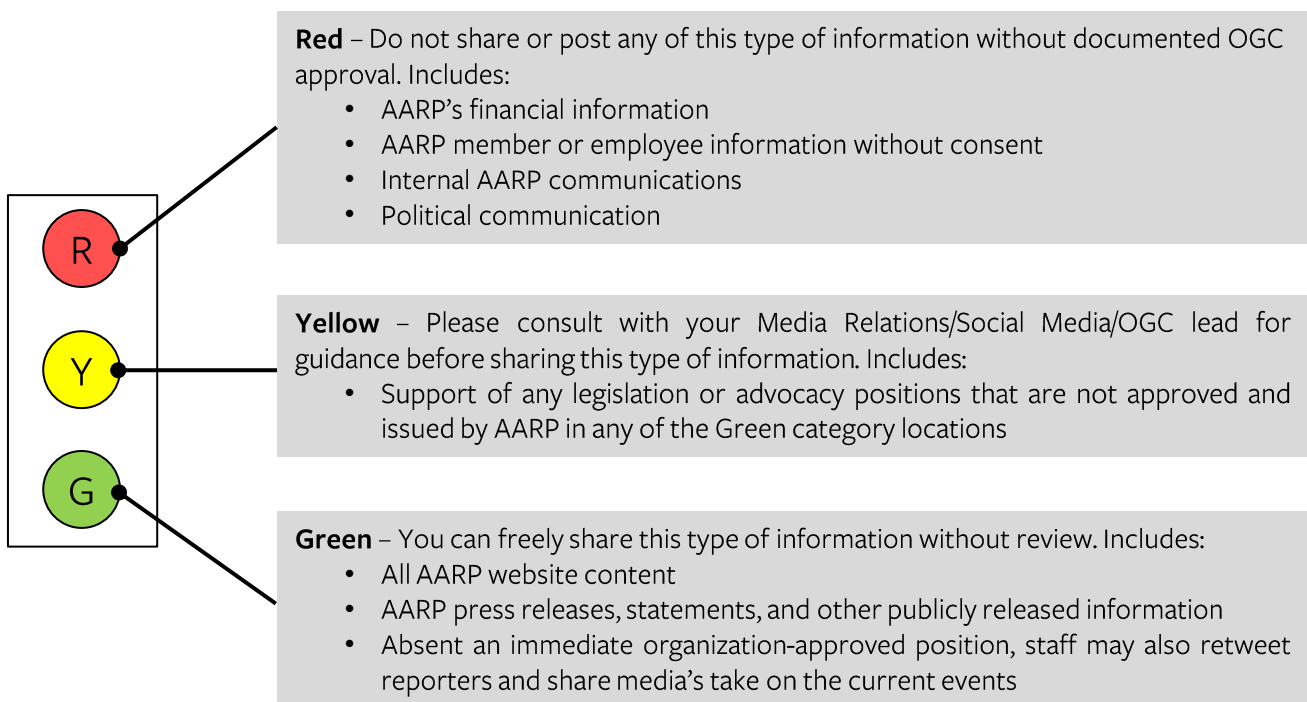 Red – Do not share or post any of this type of information without documented OGC
approval. Includes:
• AARP’s financial information
• AARP member or employee information without consent
• Internal AARP communications
• Political communication
R
Yellow – Please consult with your Media Relations/Social Media/OGC lead for
guidance before sharing this type of information. Includes:
• Support of any legislation or advocacy positions that are not approved and
issued by AARP in any of the Green category locations
Y
Green – You can freely share this type of information without review. Includes:
• All AARP website content
• AARP press releases, statements, and other publicly released information
• Absent an immediate organization-approved position, staff may also retweet
reporters and share media’s take on the current events
G